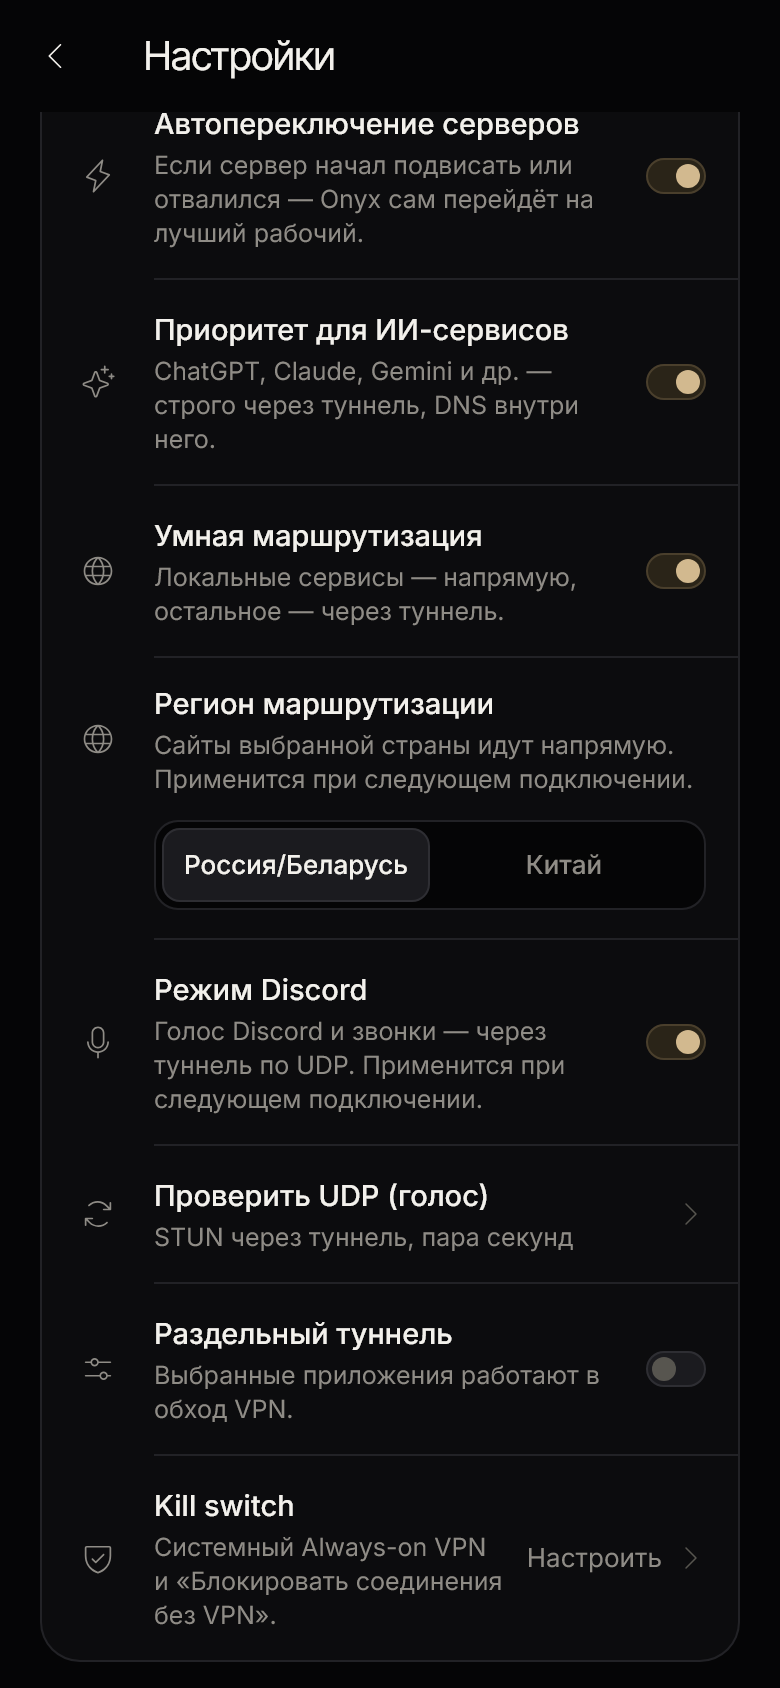 Настройки
Автопереключение серверов
Если сервер начал подвисать или
отвалился — Onyx сам перейдёт на
лучший рабочий.
Приоритет для ИИ-сервисов
ChatGPT, Claude, Gemini и др. —
строго через туннель, DNS внутри
него.
Умная маршрутизация
Локальные сервисы — напрямую,
остальное — через туннель.
Регион маршрутизации
Сайты выбранной страны идут напрямую.
Применится при следующем подключении.
Россия/Беларусь
Китай
Режим Discord
Голос Discord и звонки — через
туннель по UDP. Применится при
следующем подключении.
Проверить UDP (голос)
STUN через туннель, пара секунд
Раздельный туннель
Выбранные приложения работают в
обход VPN.
Kill switch
Системный Always-on VPN
и «Блокировать соединения
без VPN».
Настроить